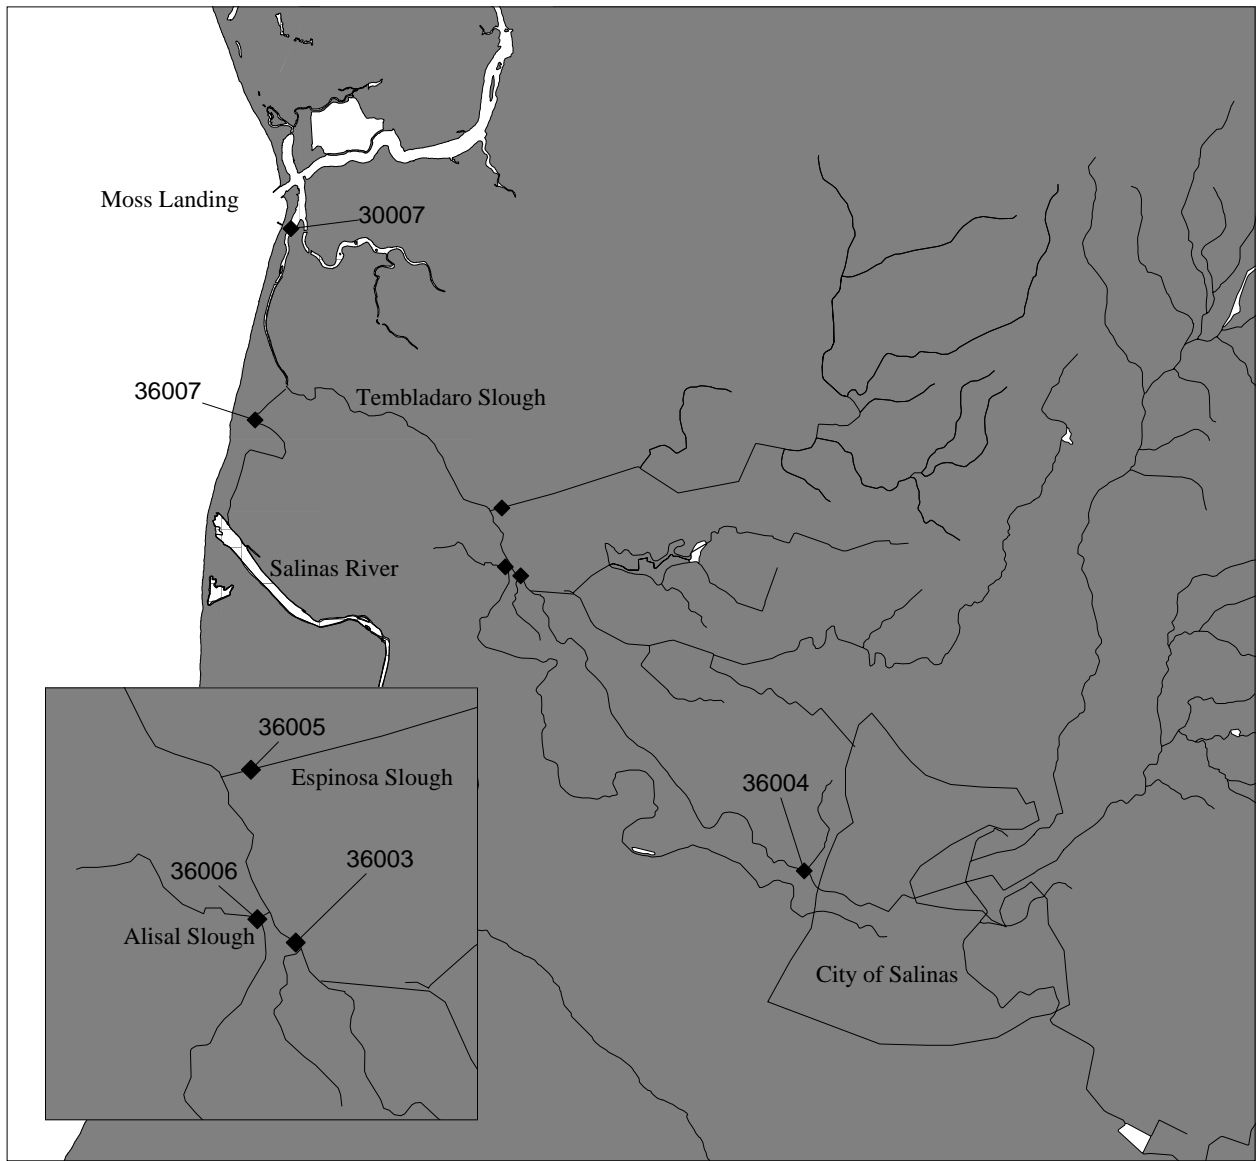 Moss Landing
30007
36007
Tembladaro Slough
Salinas River
36005
Espinosa Slough
36004
36003
36006
Alisal Slough
City of Salinas